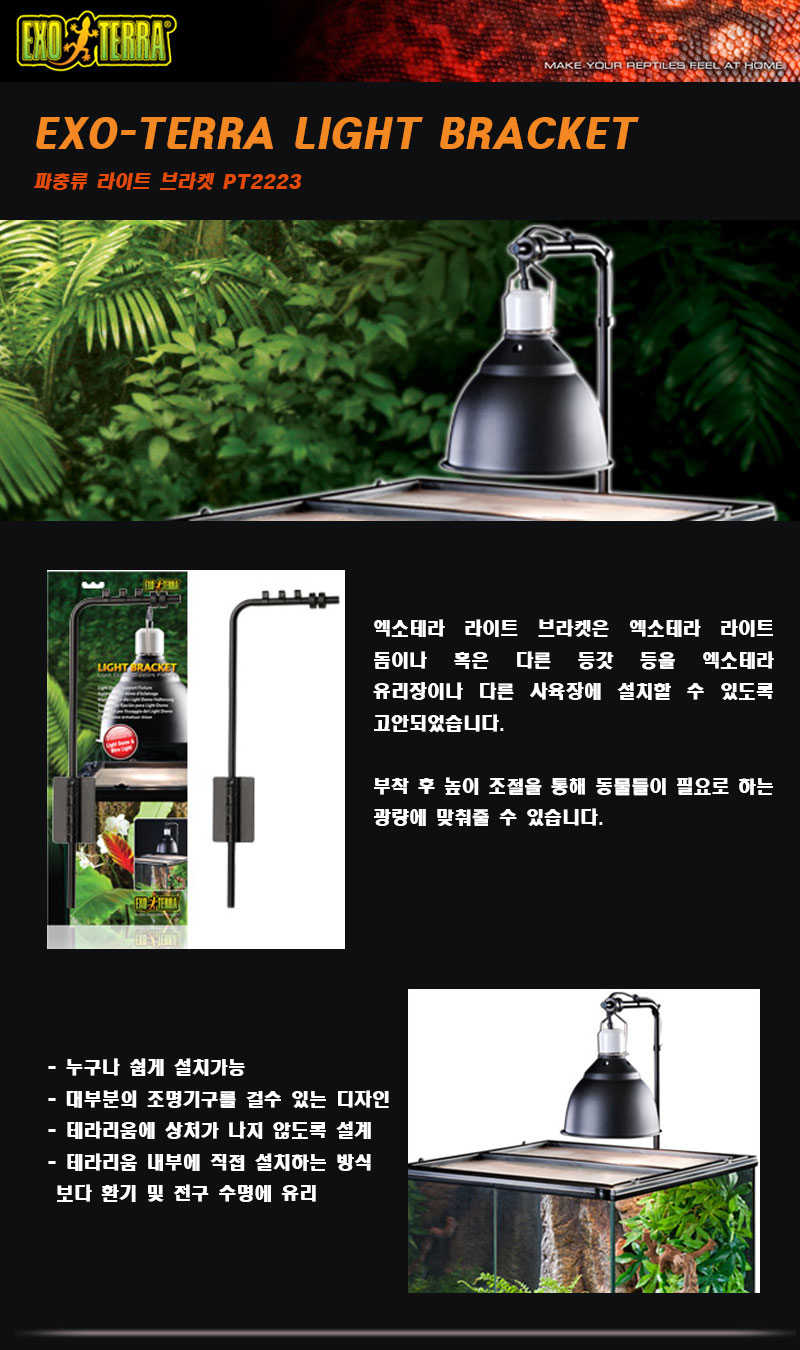 EXO TERRA
MAKE YOUR REPTILES FEEL AT HOME
EXO-TERRA LIGHT BRACKET
파충류 라이트 브라켓 PT2223
EXO TERRA
LIGHT BRACKET
Light Dome & Wire Light
EXO TERRA
엑소테라 라이트 브라켓은 엑소테라 라이트
돔이나 혹은 다른 등갓 등을 엑소테라
유리장이나 다른 사육장에 설치할 수 있도록
고안되었습니다.
부착 후 높이 조절을 통해 동물들이 필요로 하는
광량에 맞춰줄 수 있습니다.
- 누구나 쉽게 설치가능
- 대부분의 조명기구를 걸수 있는 디자인
- 테라리움에 상처가 나지 않도록 설계
- 테라리움 내부에 직접 설치하는 방식
보다 환기 및 전구 수명에 유리